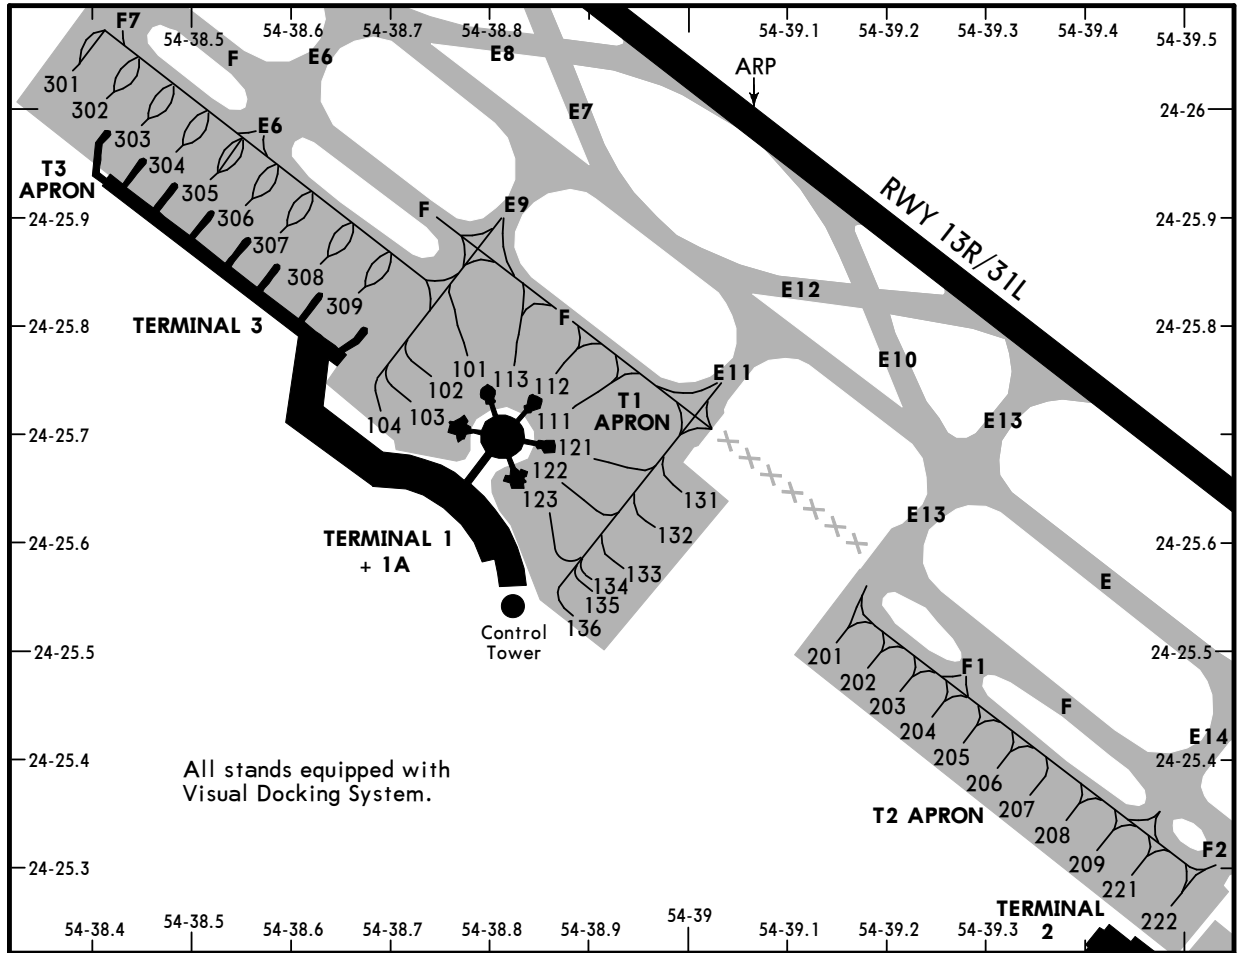 F7
54-38.5
54-38.6
54-38.7
54-38.8
54-39.1
54-39.2
54-39.3
54-39.4
54-39.5
F
E6
E8
ARP
301
302
E7
24-26
24-26
303
E6
304
T3
APRON
305
RWY 13R/31L
24-25.9
306
F
E9
24-25.9
307
308
E12
309
24-25.8
TERMINAL 3
F
24-25.8
E10
101
113
112
E11
102
103
104
111
T1
APRON
E13
24-25.7
121
122
123
131
E13
132
TERMINAL 1
+ 1A
24-25.6
24-25.6
133
134
135
136
E
Control
Tower
24-25.5
201
F1
24-25.5
202
203
F
204
E14
205
24-25.4
24-25.4
All stands equipped with
Visual Docking System.
206
207
T2 APRON
208
209
F2
24-25.3
221
222
TERMINAL
2
54-38.4
54-38.5
54-38.6
54-38.7
54-38.8
54-38.9
54-39
54-39.1
54-39.2
54-39.3